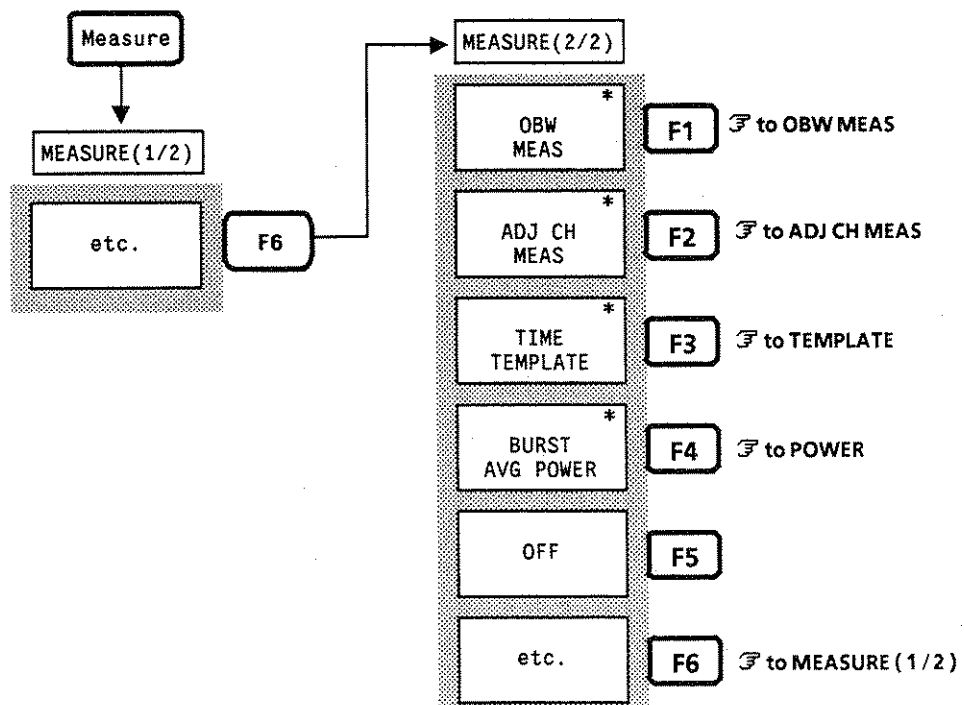 Measure
MEASURE(1/2)
etc.
F6
MEASURE(2/2)
*
OBW
MEAS
F1
☞ to OBW MEAS
*
ADJ CH
MEAS
F2
☞ to ADJ CH MEAS
*
TIME
TEMPLATE
F3
☞ to TEMPLATE
*
BURST
AVG POWER
F4
☞ to POWER
OFF
F5
etc.
F6
☞ to MEASURE (1/2)